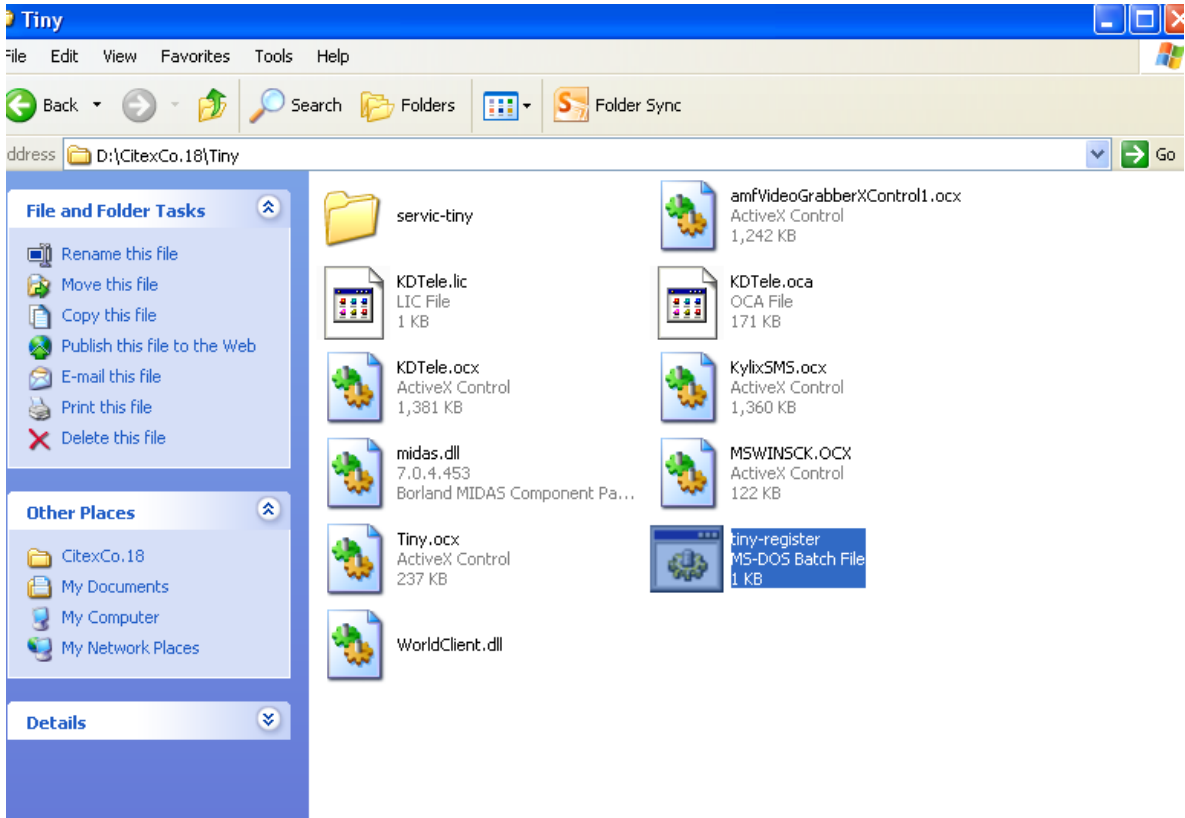 Tiny
File Edit View Favorites Tools Help
Back Search Folders Folder Sync
ddress D:\CitexCo.18\Tiny Go
File and Folder Tasks
Rename this file
Move this file
Copy this file
Publish this file to the Web
E-mail this file
Print this file
Delete this file
Other Places
CitexCo.18
My Documents
My Computer
My Network Places
Details
servic-tiny
amfVideoGrabberXControl1.ocx
ActiveX Control
1,242 KB
KDTele.lic
LIC File
1 KB
KDTele.oca
OCA File
171 KB
KDTele.ocx
ActiveX Control
1,381 KB
KylixSMS.ocx
ActiveX Control
1,360 KB
midas.dll
7.0.4.453
Borland MIDAS Component Pa...
MSWINSCK.OCX
ActiveX Control
122 KB
Tiny.ocx
ActiveX Control
237 KB
tiny-register
MS-DOS Batch File
1 KB
WorldClient.dll